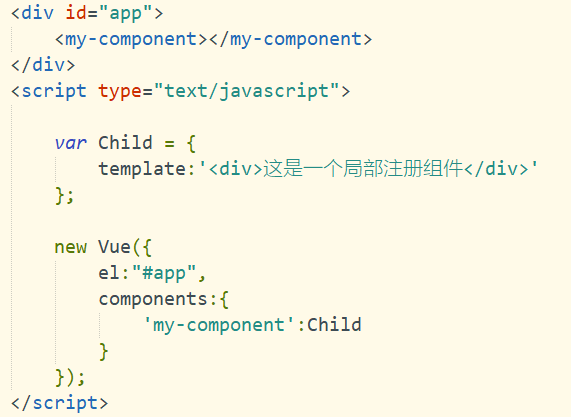 <div id="app">
    <my-component></my-component>
</div>
<script type="text/javascript">

    var Child = {
        template:'<div>这是一个局部注册组件</div>'
    };

    new Vue({
        el:"#app",
        components:{
            'my-component':Child
        }
    });
</script>